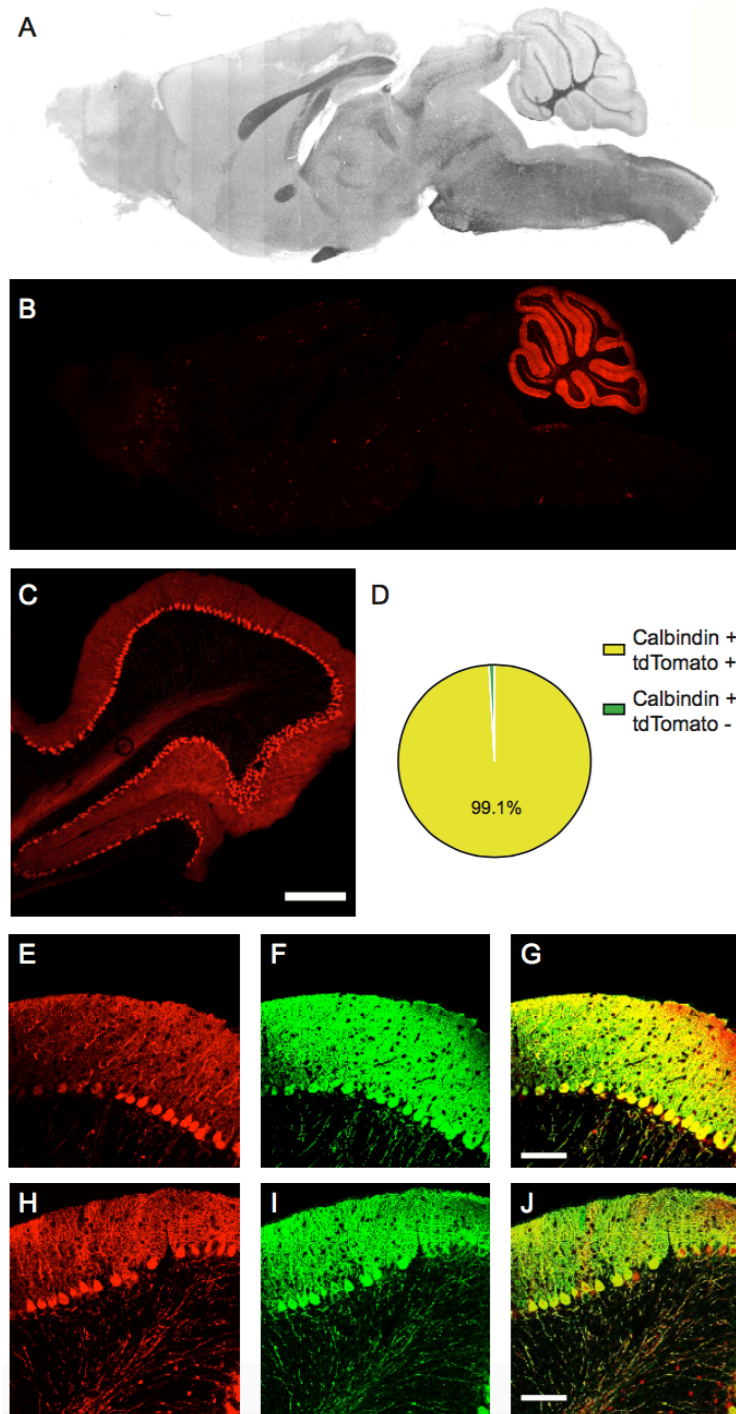 A
B
C
D
Calbindin +
tdTomato +
Calbindin +
tdTomato -
99.1%
E
F
G
H
I
J